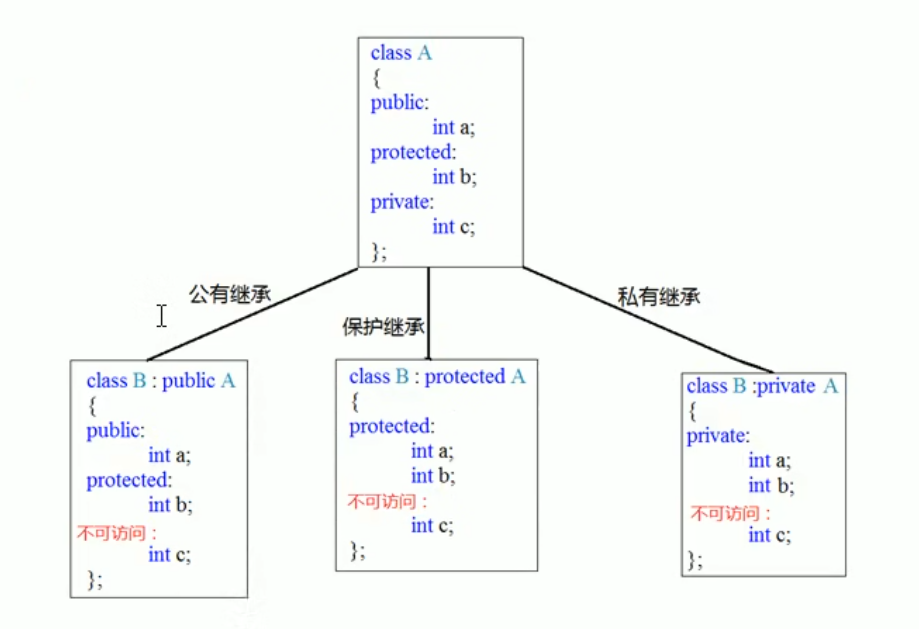 class A
{
public:
int a;
protected:
int b;
private:
int c;
};
公有继承
保护继承
私有继承
class B : public A
{
public:
int a;
protected:
int b;
不可访问：
int c;
};
class B : protected A
{
protected:
int a;
int b;
不可访问：
int c;
};
class B :private A
{
private:
int a;
int b;
不可访问：
int c;
};